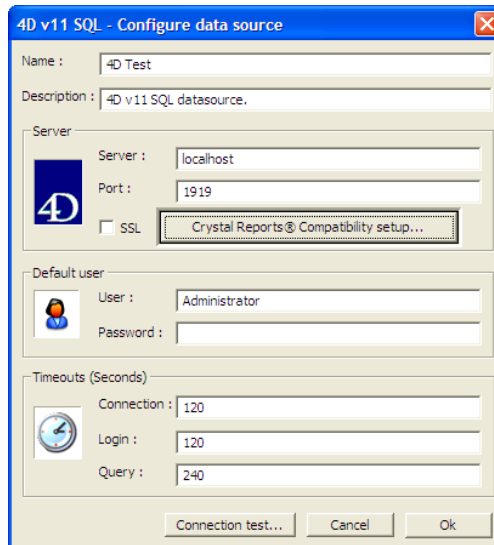 4D v11 SQL - Configure data source
Name : 4D Test
Description : 4D v11 SQL datasource.
Server
Server : localhost
4D
Port : 1919
SSL Crystal Reports® Compatibility setup...
Default user
User : Administrator
Password :
Timeouts (Seconds)
Connection : 120
Login : 120
Query : 240
Connection test... Cancel Ok